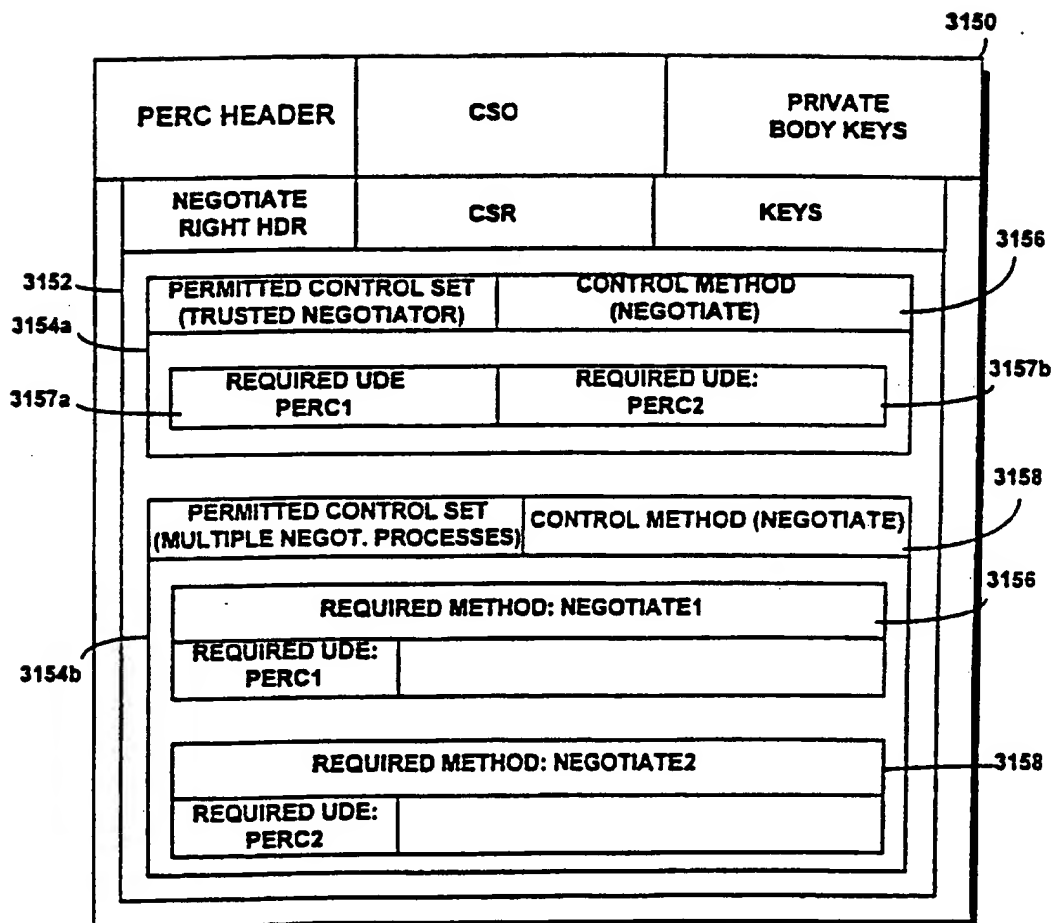 3150
PERC HEADER
CSO
PRIVATE
BODY KEYS
NEGOTIATE
RIGHT HDR
CSR
KEYS
3156
3152
PERMITTED CONTROL SET
(TRUSTED NEGOTIATOR)
CONTROL METHOD
(NEGOTIATE)
3154a
REQUIRED UDE
PERC1
REQUIRED UDE:
PERC2
3157b
3157a
3158
PERMITTED CONTROL SET
(MULTIPLE NEGOT. PROCESSES)
CONTROL METHOD (NEGOTIATE)
3156
REQUIRED METHOD: NEGOTIATE1
REQUIRED UDE:
PERC1
3154b
REQUIRED METHOD: NEGOTIATE2
3158
REQUIRED UDE:
PERC2